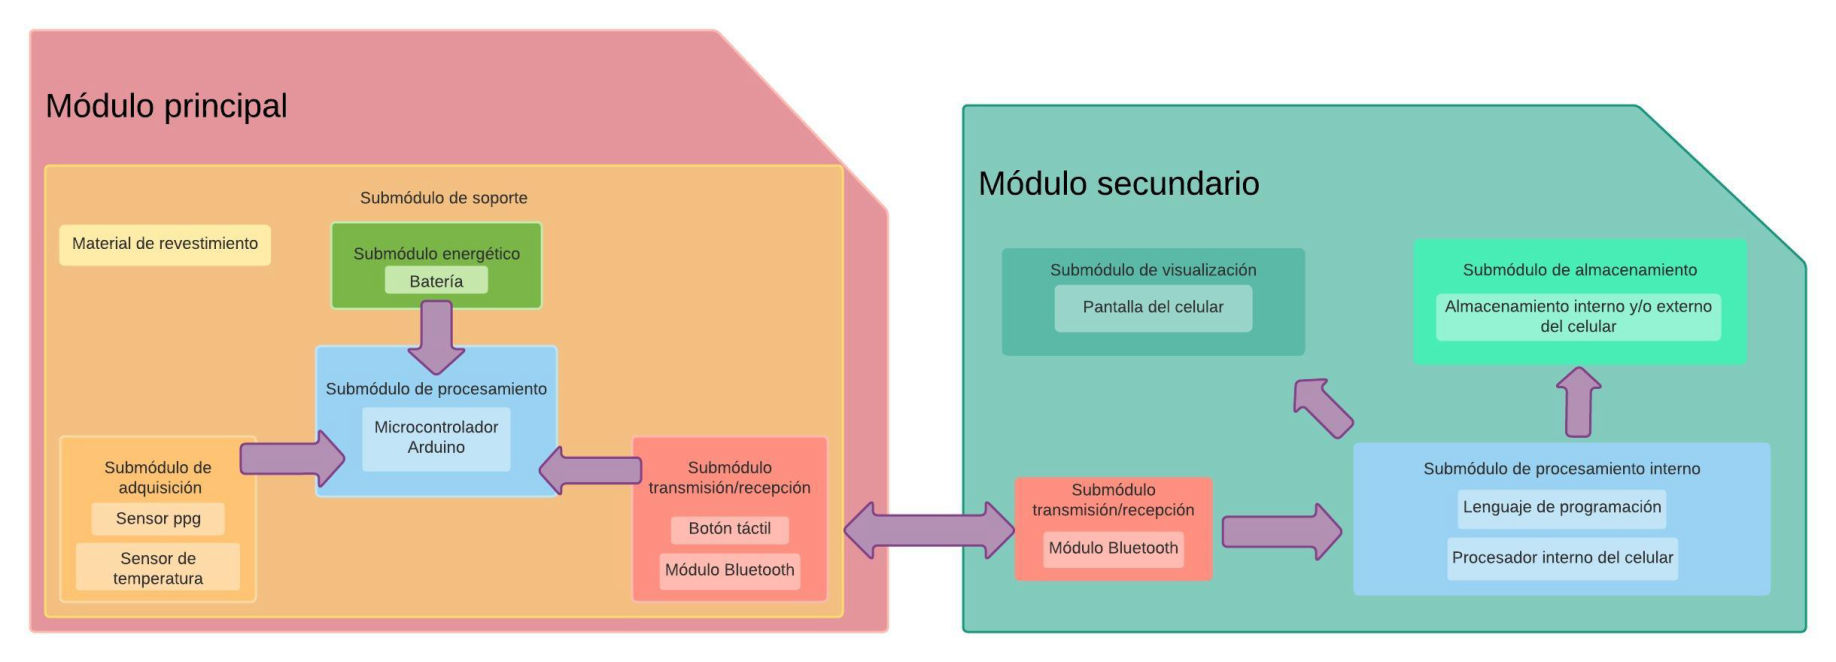 Módulo principal
Submódulo de soporte
Material de revestimiento
Submódulo energético
Batería
Submódulo de procesamiento
Microcontrolador
Arduino
Submódulo de
adquisición
Sensor ppg
Sensor de
temperatura
Submódulo
transmisión/recepción
Botón táctil
Módulo Bluetooth
Módulo secundario
Submódulo de visualización
Pantalla del celular
Submódulo de almacenamiento
Almacenamiento interno y/o externo
del celular
Submódulo
transmisión/recepción
Módulo Bluetooth
Submódulo de procesamiento interno
Lenguaje de programación
Procesador interno del celular